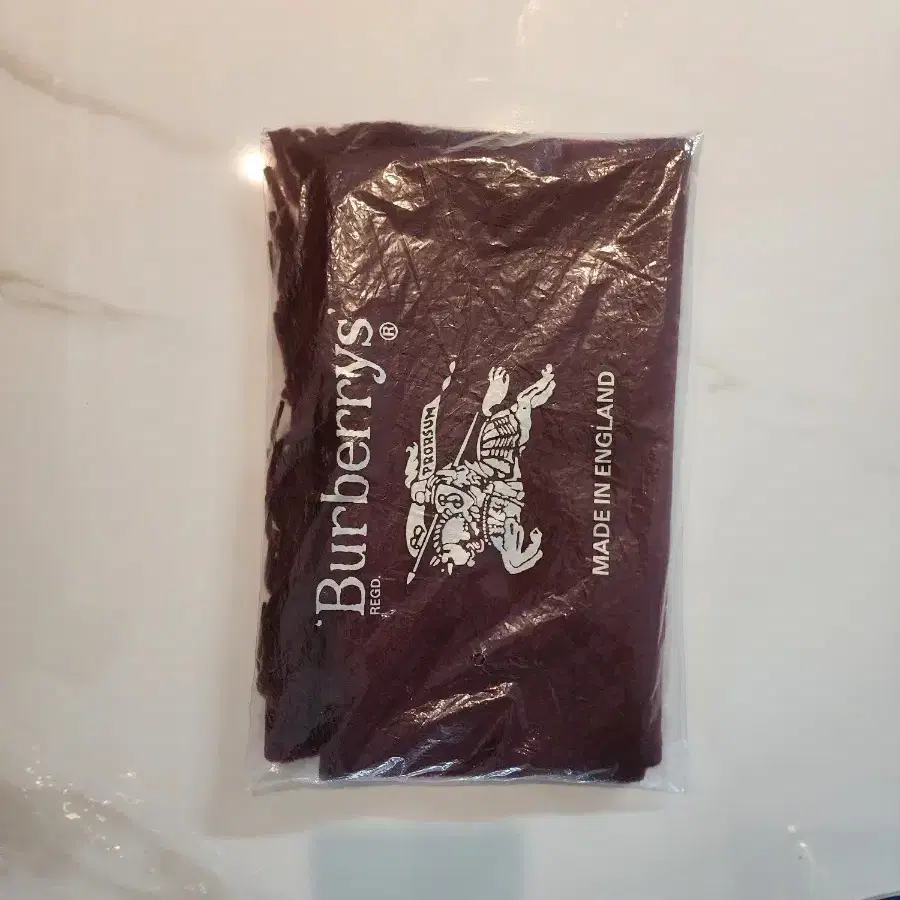 Burberrys®
REGD.
PRORSUM
MADE IN ENGLAND